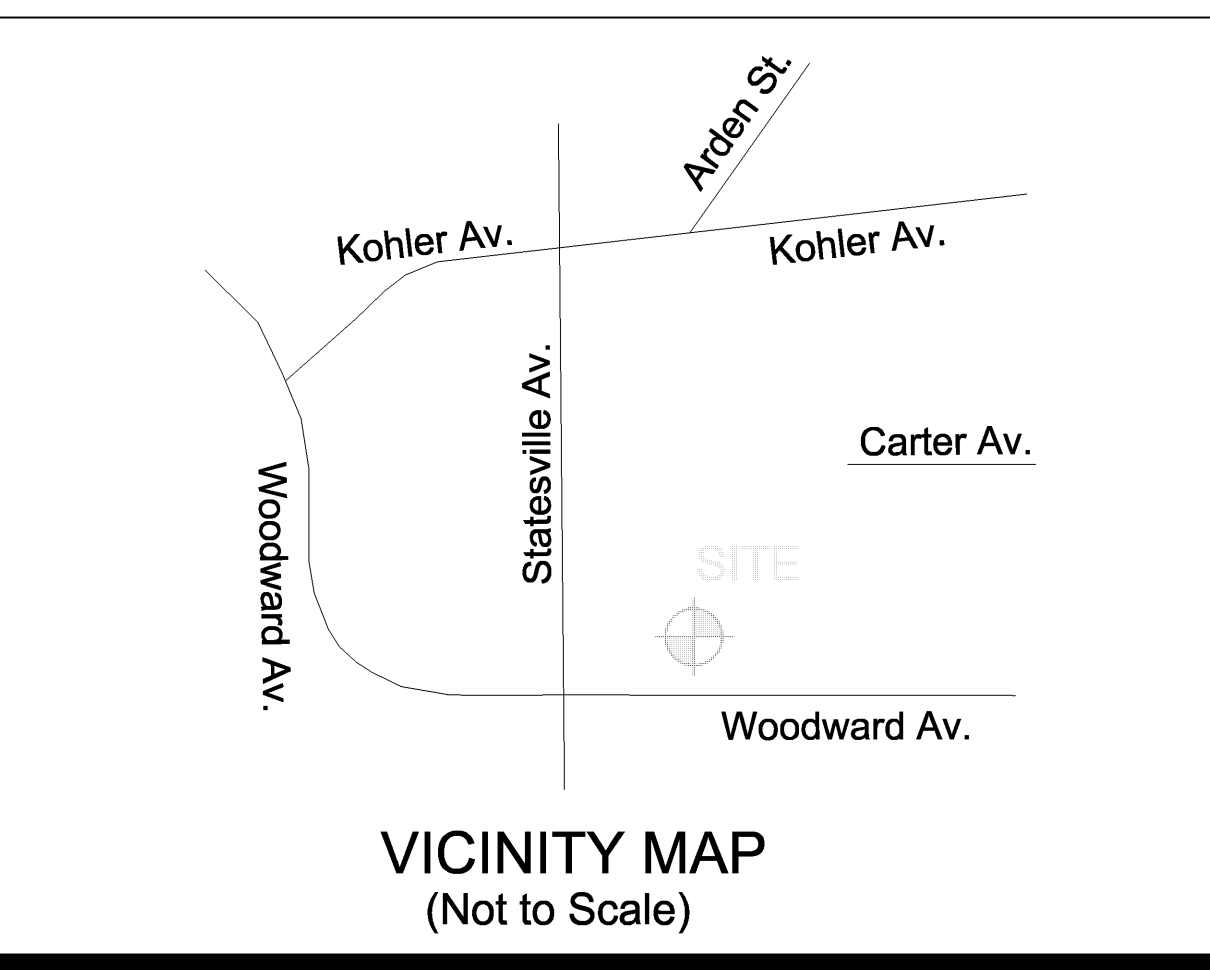 Arden St.
Kohler Av.
Kohler Av.
Statesville Av.
Carter Av.
Woodward Av.
SITE
Woodward Av.
VICINITY MAP
(Not to Scale)